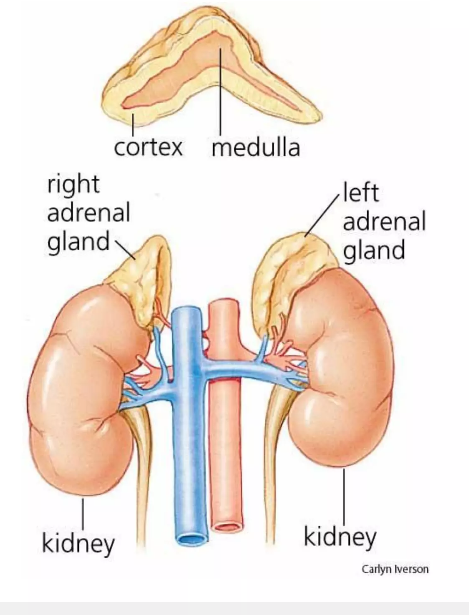 cortex medulla
right
adrenal
gland
left
adrenal
gland
kidney
kidney
Carlyn Iverson